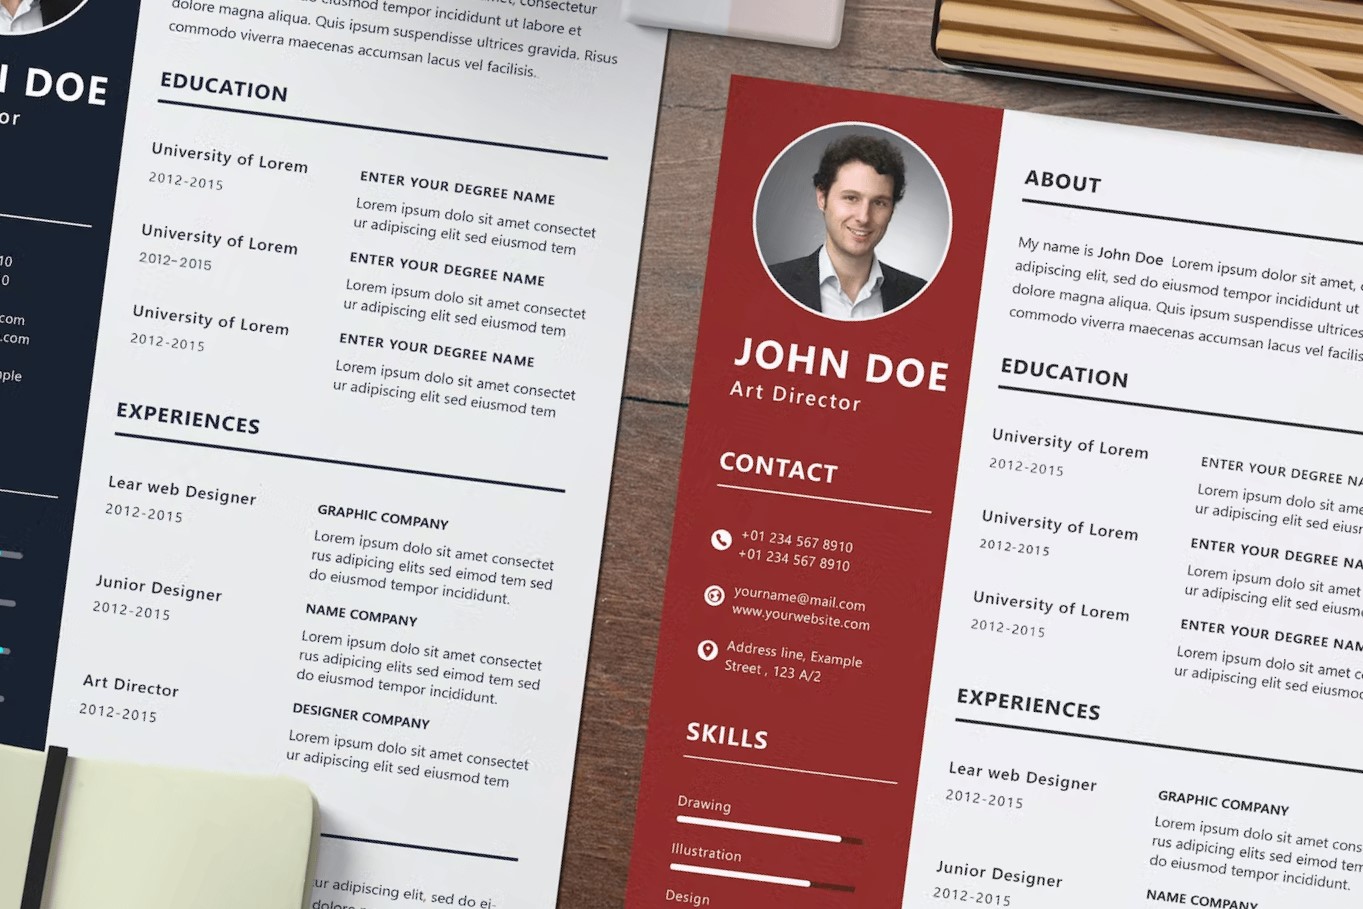 N DOE
or
10
0
.com
.com
mple
, consectetur
eiusmod tempor incididunt ut labore et
dolore magna aliqua. Quis ipsum suspendisse ultrices gravida. Risus
commodo viverra maecenas accumsan lacus vel facilisis.
EDUCATION
University of Lorem
2012-2015
ENTER YOUR DEGREE NAME
Lorem ipsum dolo sit amet consectet
ur adipiscing elit sed eiusmod tem
University of Lorem
2012-2015
ENTER YOUR DEGREE NAME
Lorem ipsum dolo sit amet consectet
ur adipiscing elit sed eiusmod tem
University of Lorem
2012-2015
ENTER YOUR DEGREE NAME
Lorem ipsum dolo sit amet consectet
ur adipiscing elit sed eiusmod tem
EXPERIENCES
Lear web Designer
2012-2015
GRAPHIC COMPANY
Lorem ipsum dolo sit amet consectet
rus adipicing elits sed eimod tem sed
do eiusmod tempor incididunt.
Junior Designer
2012-2015
NAME COMPANY
Lorem ipsum dolo sit amet consectet
rus adipicing elits sed eimod tem sed
do eiusmod tempor incididunt.
Art Director
2012-2015
DESIGNER COMPANY
Lorem ipsum dolo sit amet consectet
ur adipiscing elit sed eiusmod tem
ur adipiscing elit, sed do ei-
dolore
JOHN DOE
Art Director
CONTACT
+01 234 567 8910
+01 234 567 8910
yourname@mail.com
www.yourwebsite.com
Address line, Example
Street , 123 A/2
SKILLS
Drawing
Illustration
Design
ABOUT
My name is John Doe Lorem ipsum dolor sit amet, c
adipiscing elit, sed do eiusmod tempor incididunt ut
dolore magna aliqua. Quis ipsum suspendisse ultrices
commodo viverra maecenas accumsan lacus vel facilis
EDUCATION
University of Lorem
2012-2015
ENTER YOUR DEGREE NA
Lorem ipsum dolo sit ame
ur adipiscing elit sed eiusm
University of Lorem
2012-2015
ENTER YOUR DEGREE NA
Lorem ipsum dolo sit amet
ur adipiscing elit sed eiusm
University of Lorem
2012-2015
ENTER YOUR DEGREE NAM
Lorem ipsum dolo sit amet c
ur adipiscing elit sed eiusmo
EXPERIENCES
Lear web Designer
2012-2015
GRAPHIC COMPANY
Lorem ipsum dolo sit amet
rus adipicing elits sed eimod tem
do eiusmod tempor incididunt.
Junior Designer
2012-2015
NAME COMPANY